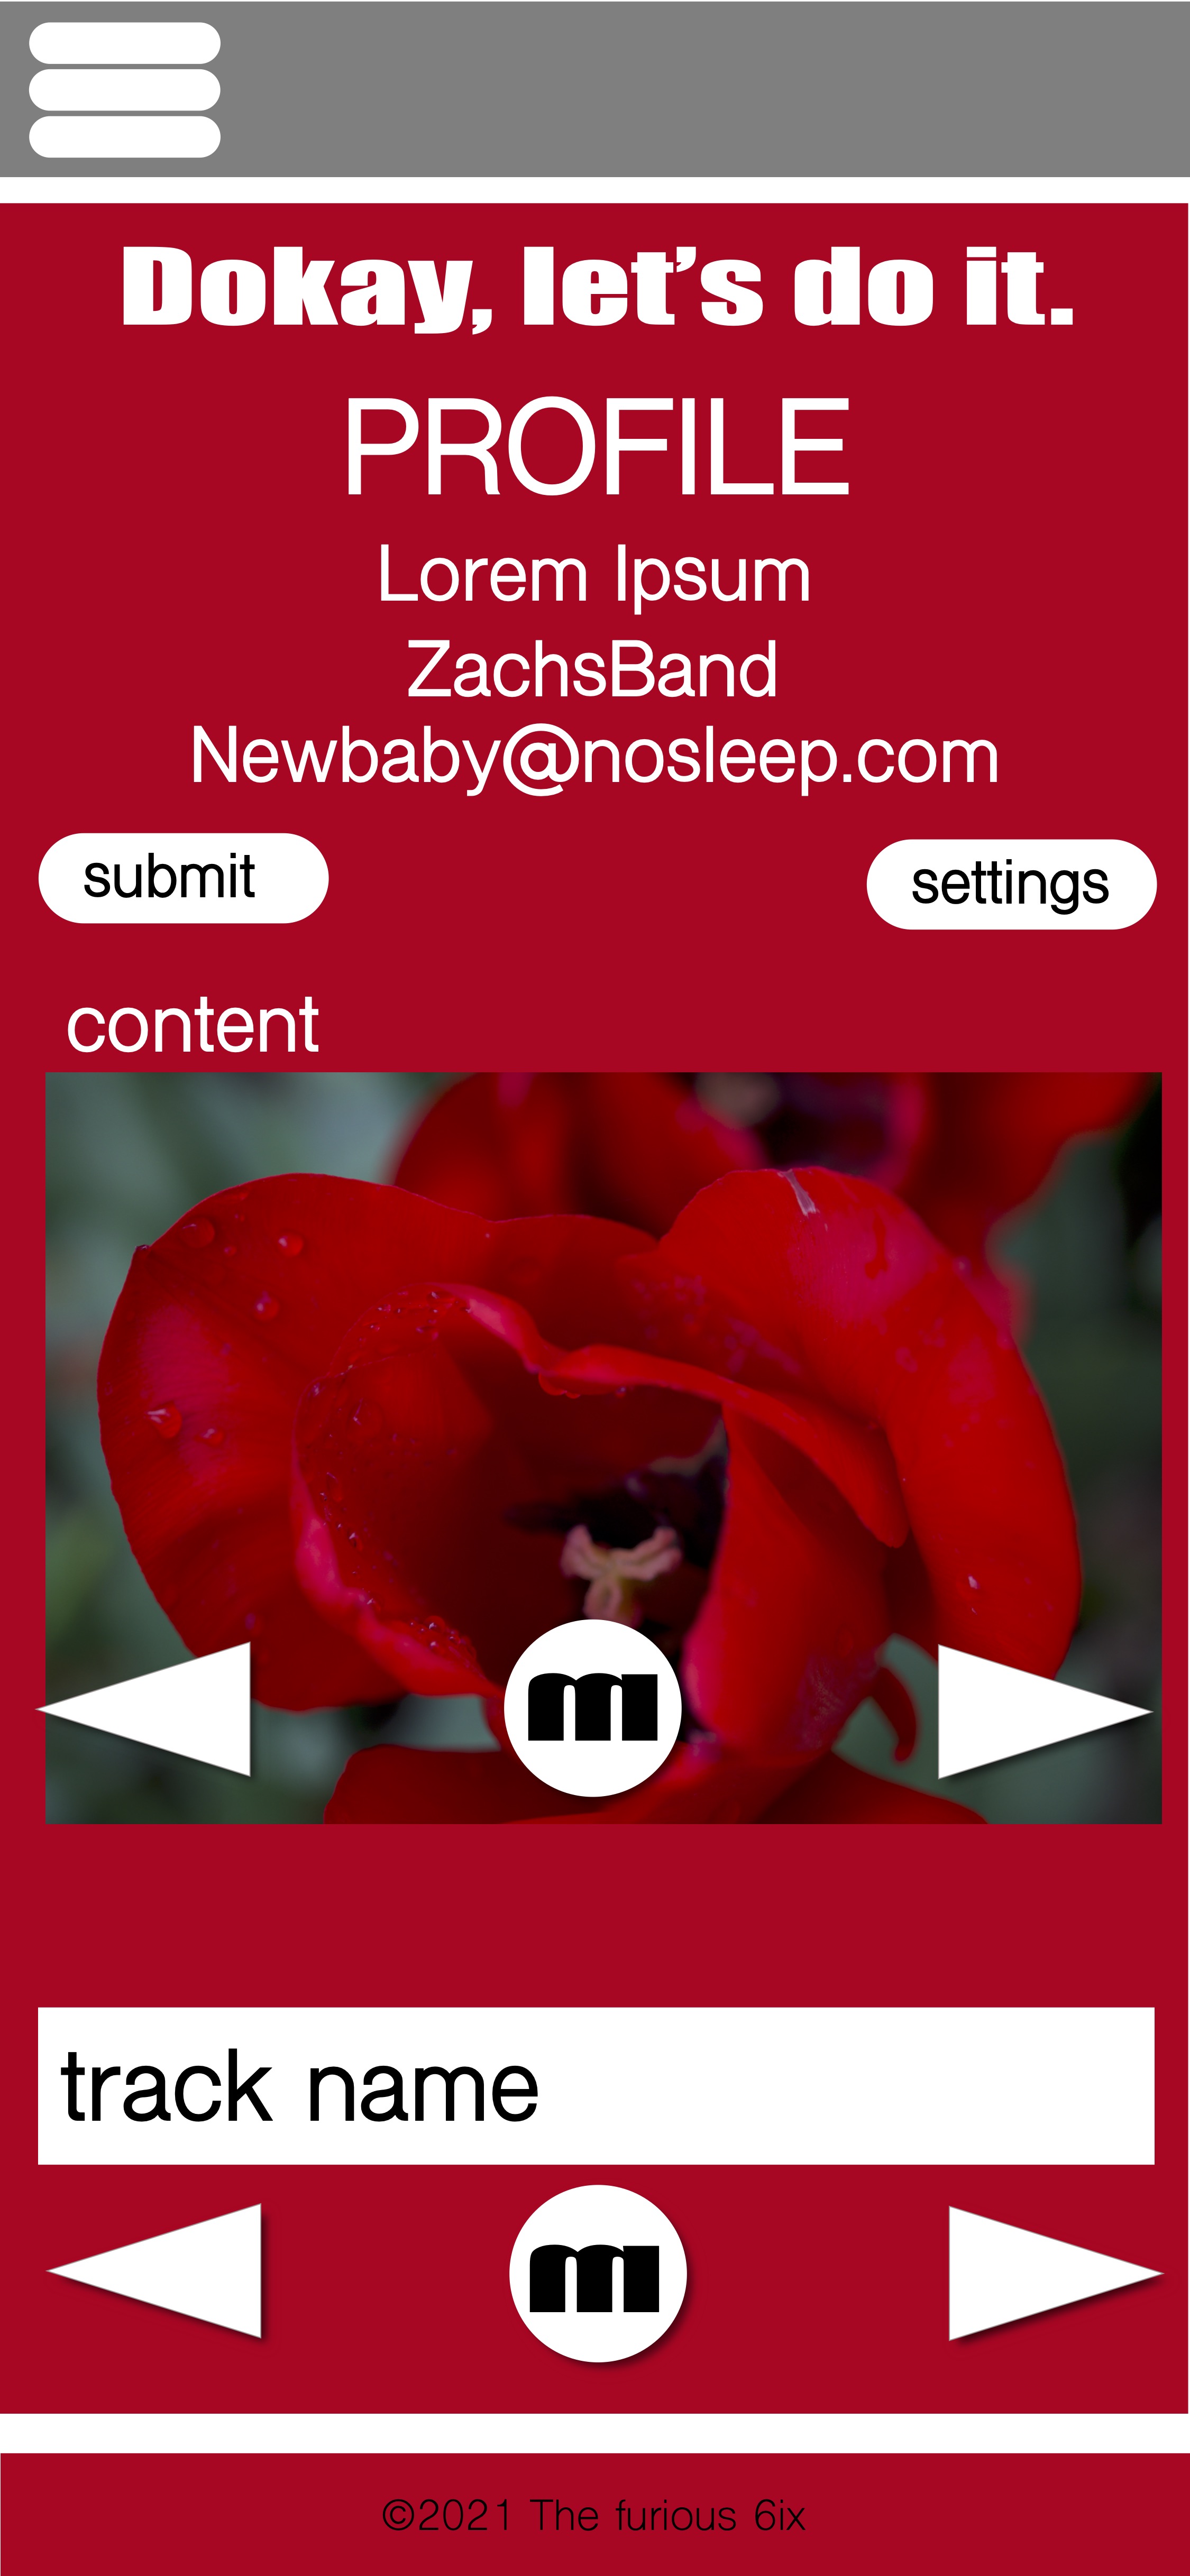 Dokay, let's do it.
PROFILE
Lorem Ipsum
ZachsBand
Newbaby@nosleep.com
submit
settings
content
m
track name
m
©2021 The furious 6ix